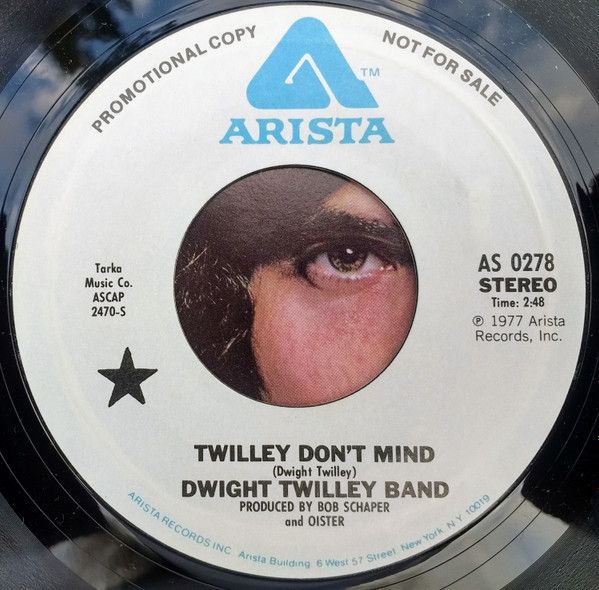 PROMOTIONAL COPY
NOT FOR SALE
TM
ARISTA
Tarka
Music Co.
ASCAP
2470-S
AS 0278
STEREO
Time: 2:48
℗ 1977 Arista
Records, Inc.
TWILLEY DON'T MIND
(Dwight Twilley)
DWIGHT TWILLEY BAND
PRODUCED BY BOB SCHAPER
and OISTER
ARISTA RECORDS INC Arista Building 6 West 57 Street New York N Y 10019